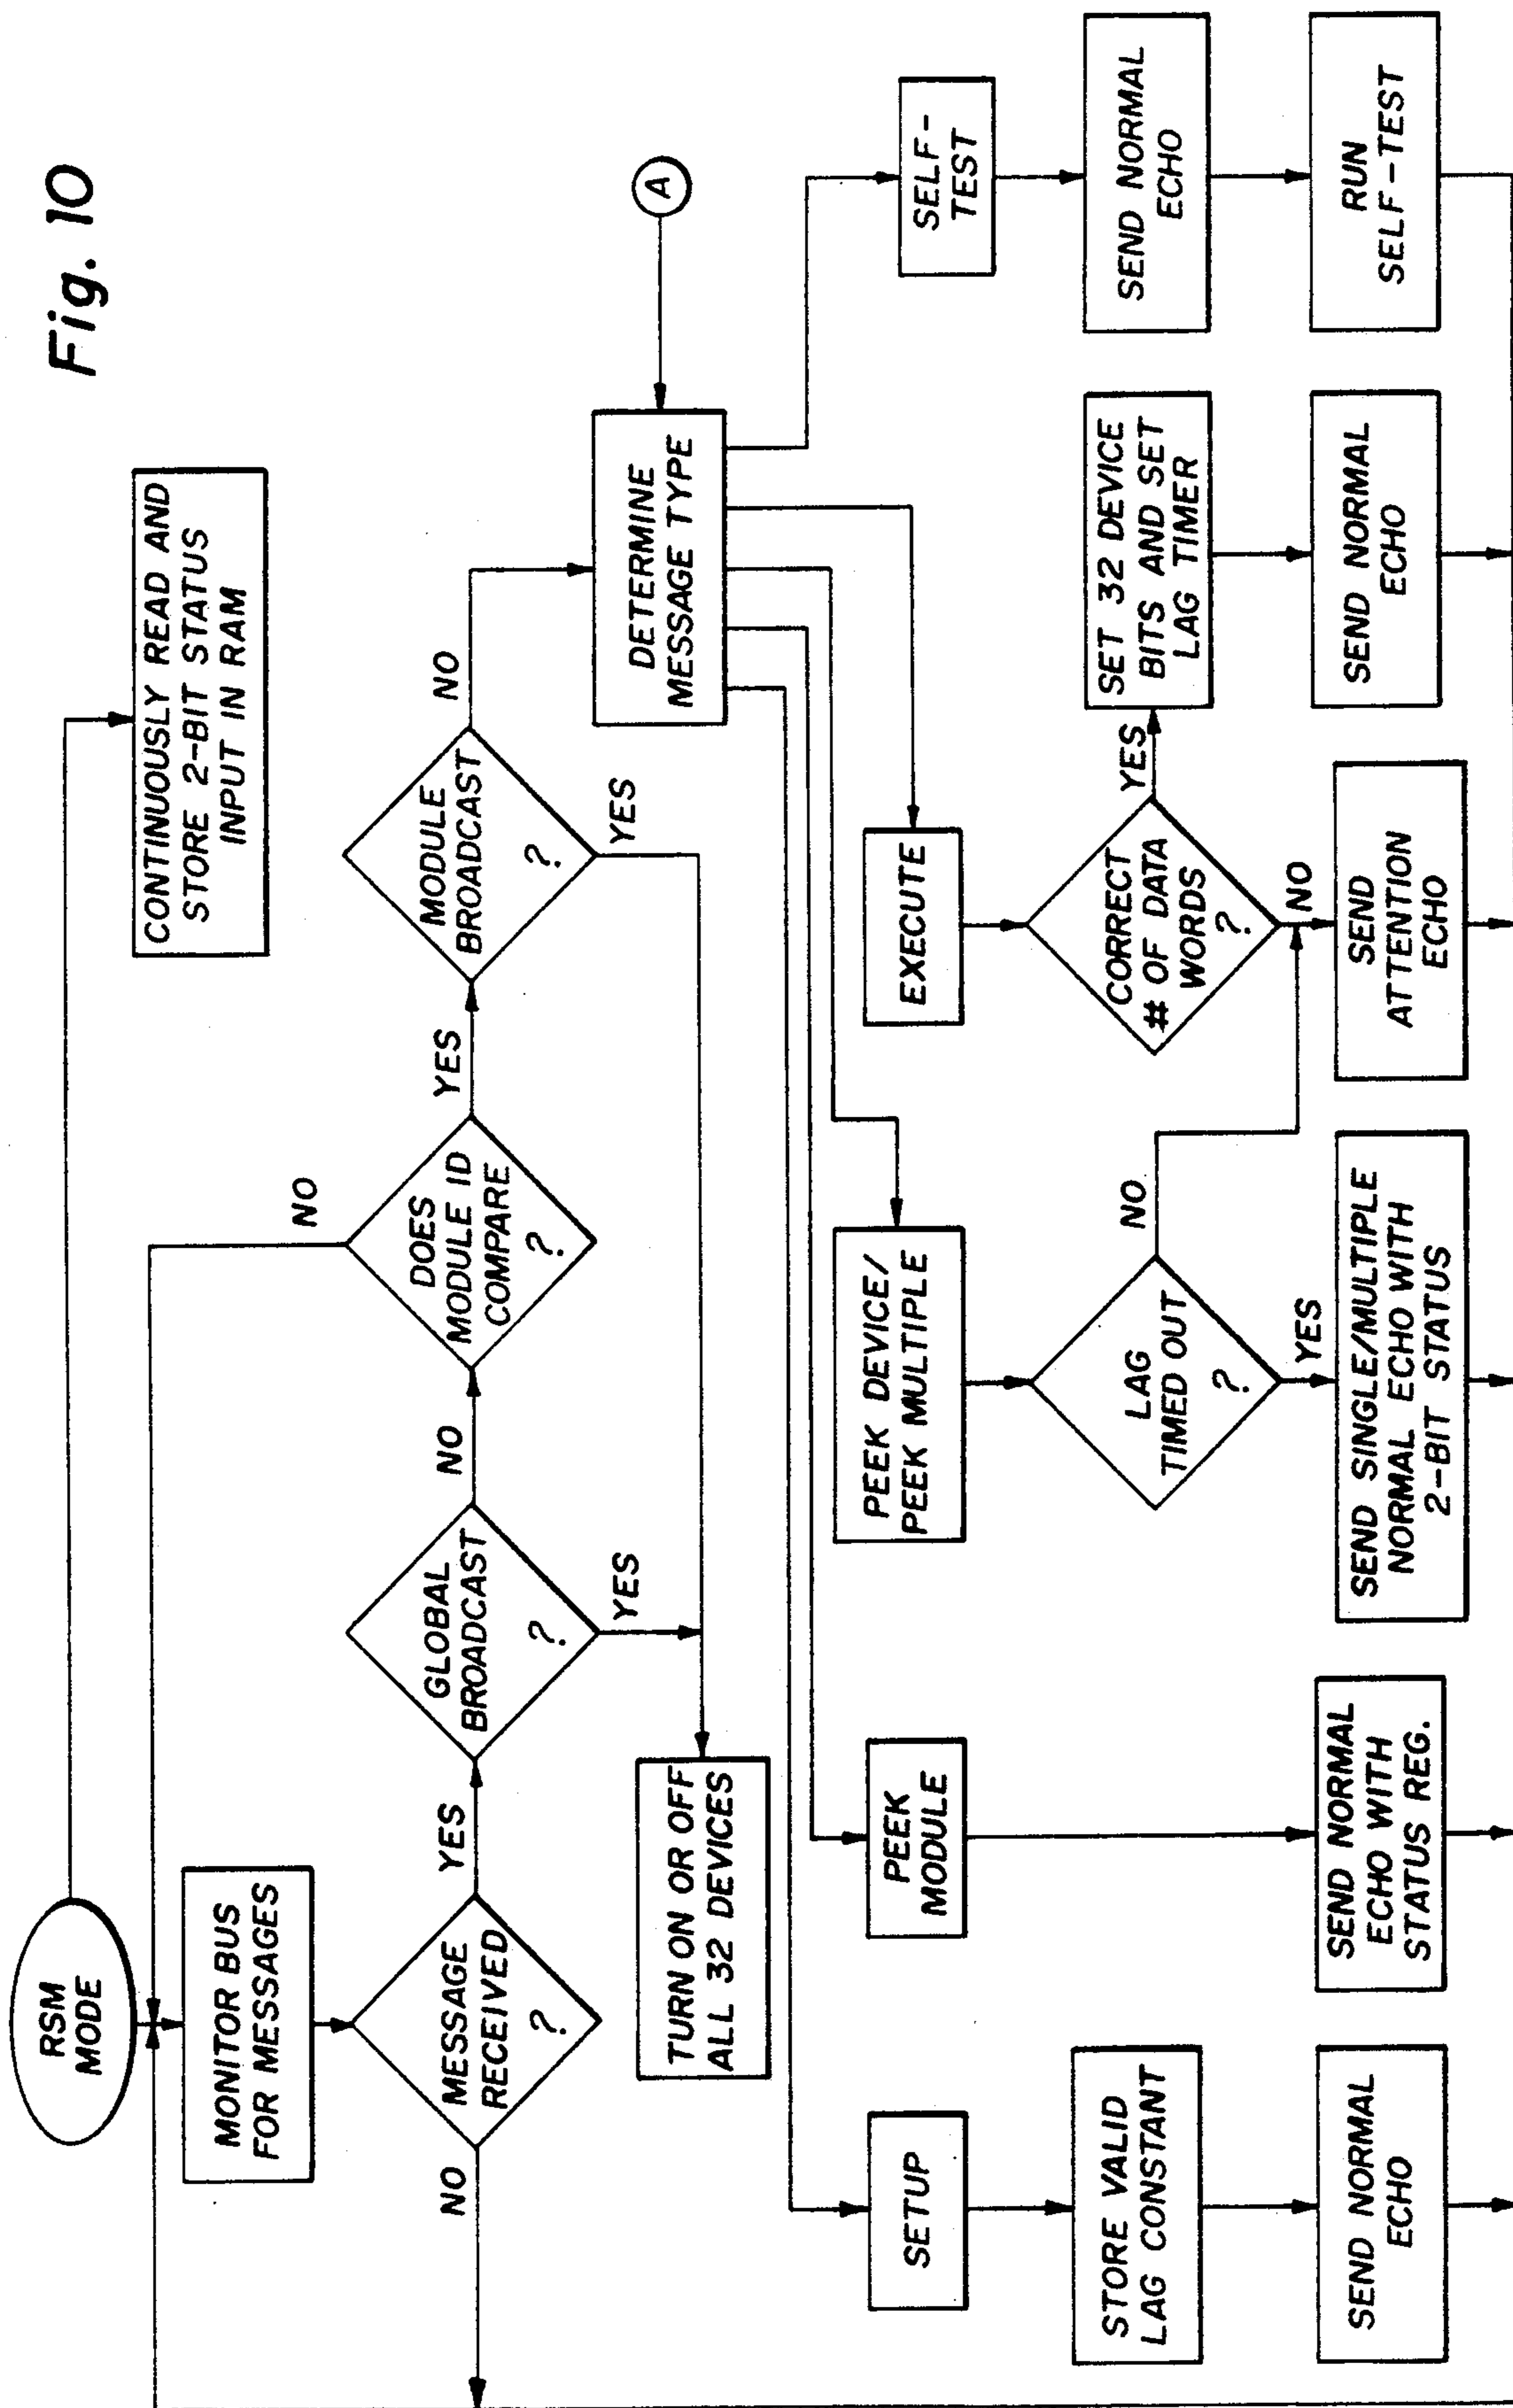 Fig. 10
RSM
MODE
CONTINUOUSLY READ AND
STORE 2-BIT STATUS
INPUT IN RAM
MONITOR BUS
FOR MESSAGES
MESSAGE
RECEIVED
?
NO
YES
GLOBAL
BROADCAST
?
YES
NO
DOES
MODULE ID
COMPARE
?
NO
YES
MODULE
BROADCAST
?
YES
NO
TURN ON OR OFF
ALL 32 DEVICES
DETERMINE
MESSAGE TYPE
A
SETUP
STORE VALID
LAG CONSTANT
SEND NORMAL
ECHO
PEEK
MODULE
SEND NORMAL
ECHO WITH
STATUS REG.
PEEK DEVICE/
PEEK MULTIPLE
LAG
TIMED OUT
?
NO
YES
SEND SINGLE/MULTIPLE
NORMAL ECHO WITH
2-BIT STATUS
EXECUTE
CORRECT
# OF DATA
WORDS
?
YES
NO
SEND
ATTENTION
ECHO
SET 32 DEVICE
BITS AND SET
LAG TIMER
SEND NORMAL
ECHO
SELF-
TEST
SEND NORMAL
ECHO
RUN
SELF-TEST